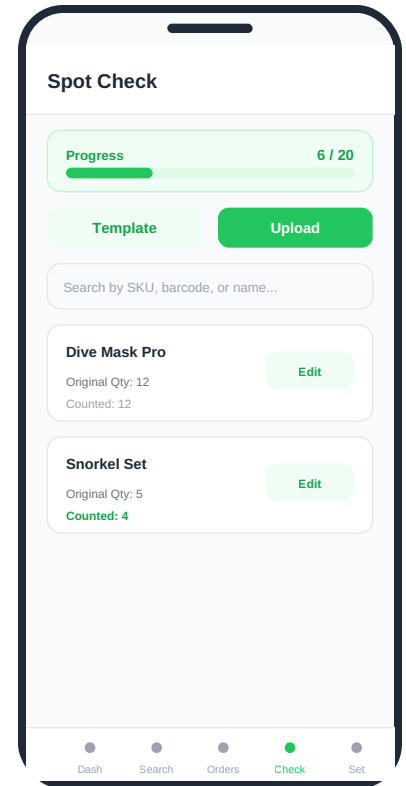 Spot Check
Progress 6 / 20
Template Upload
Search by SKU, barcode, or name...
Dive Mask Pro
Original Qty: 12
Counted: 12
Edit
Snorkel Set
Original Qty: 5
Counted: 4
Edit
Dash Search Orders Check Set